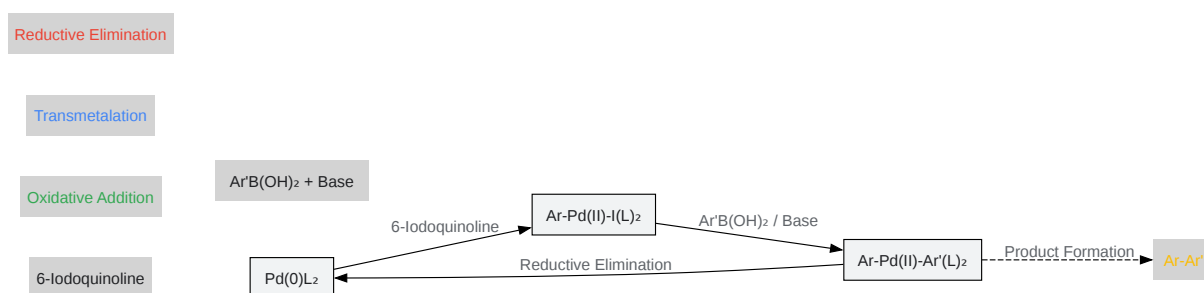 Reductive Elimination
Transmetalation
Oxidative Addition
6-Iodoquinoline
Ar'B(OH)₂ + Base
Pd(0)L₂
6-Iodoquinoline
Ar-Pd(II)-I(L)₂
Ar'B(OH)₂ / Base
Reductive Elimination
Ar-Pd(II)-Ar'(L)₂
Product Formation
Ar-Ar'